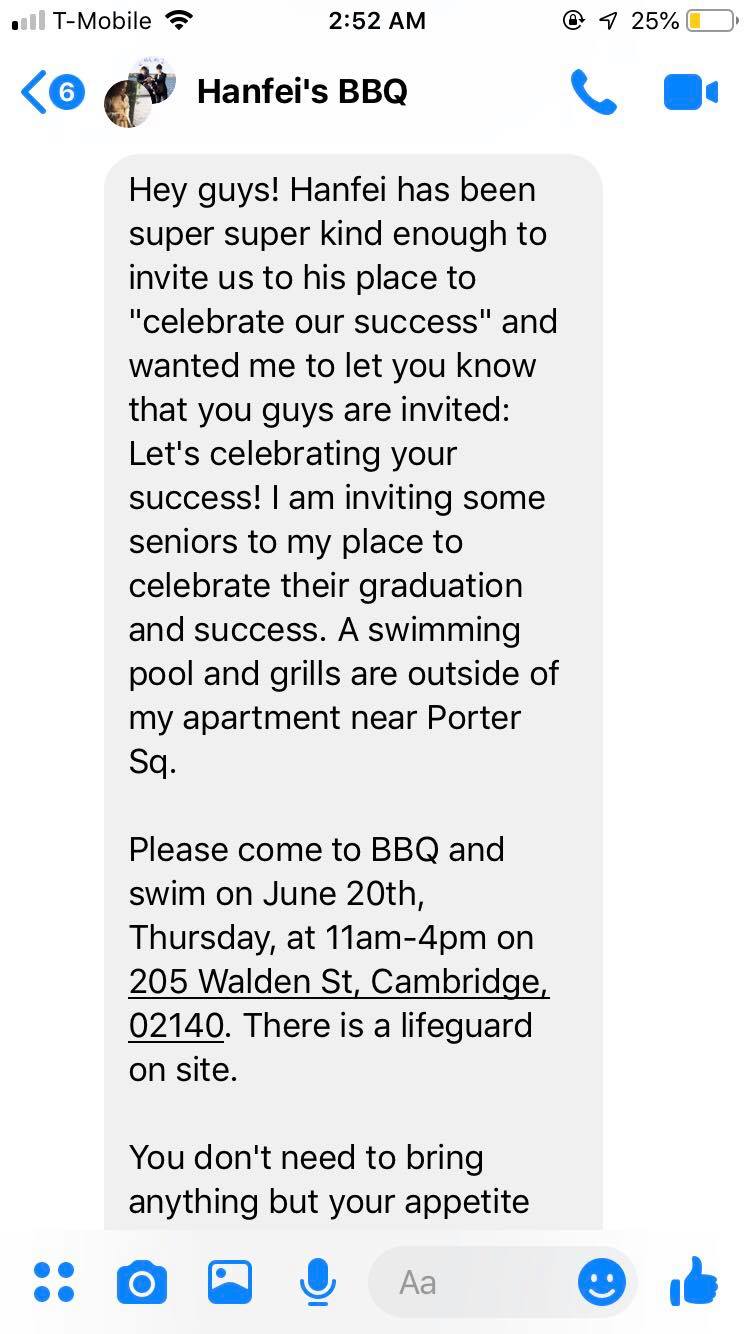 T-Mobile 2:52 AM 25%
6 Hanfei's BBQ
Hey guys! Hanfei has been
super super kind enough to
invite us to his place to
"celebrate our success" and
wanted me to let you know
that you guys are invited:
Let's celebrating your
success! I am inviting some
seniors to my place to
celebrate their graduation
and success. A swimming
pool and grills are outside of
my apartment near Porter
Sq.
Please come to BBQ and
swim on June 20th,
Thursday, at 11am-4pm on
205 Walden St, Cambridge,
02140. There is a lifeguard
on site.
You don't need to bring
anything but your appetite
Aa